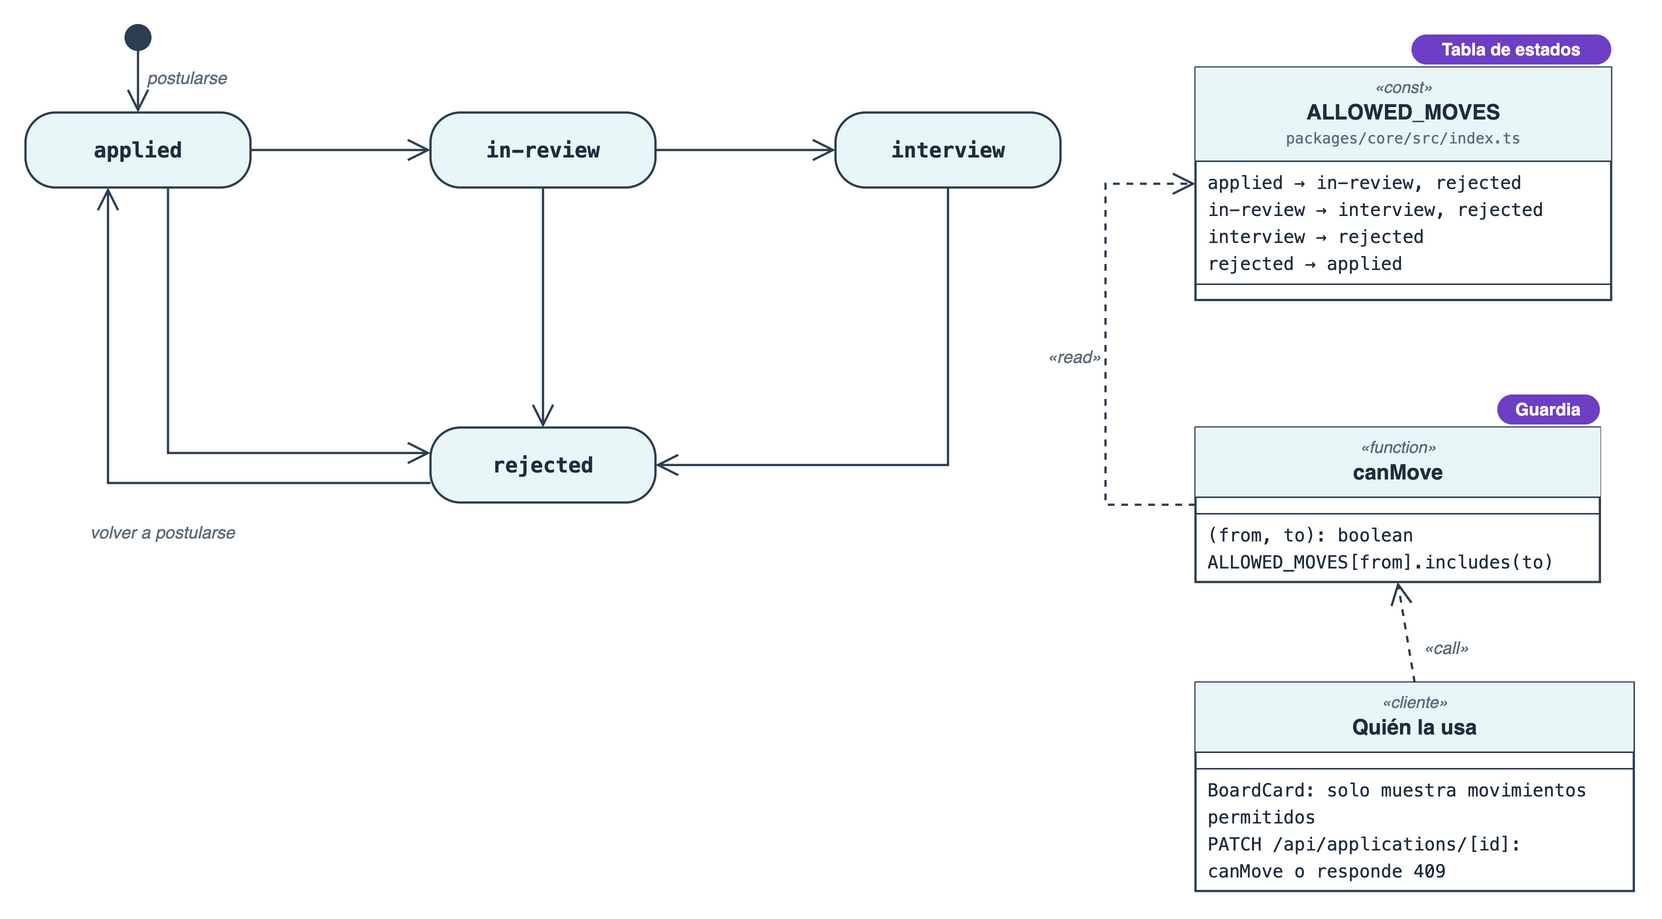 postularse
applied
in-review
interview
rejected
volver a postularse
Tabla de estados
«const»
ALLOWED_MOVES
packages/core/src/index.ts
applied → in-review, rejected
in-review → interview, rejected
interview → rejected
rejected → applied
«read»
Guardia
«function»
canMove
(from, to): boolean
ALLOWED_MOVES[from].includes(to)
«call»
«cliente»
Quién la usa
BoardCard: solo muestra movimientos
permitidos
PATCH /api/applications/[id]:
canMove o responde 409